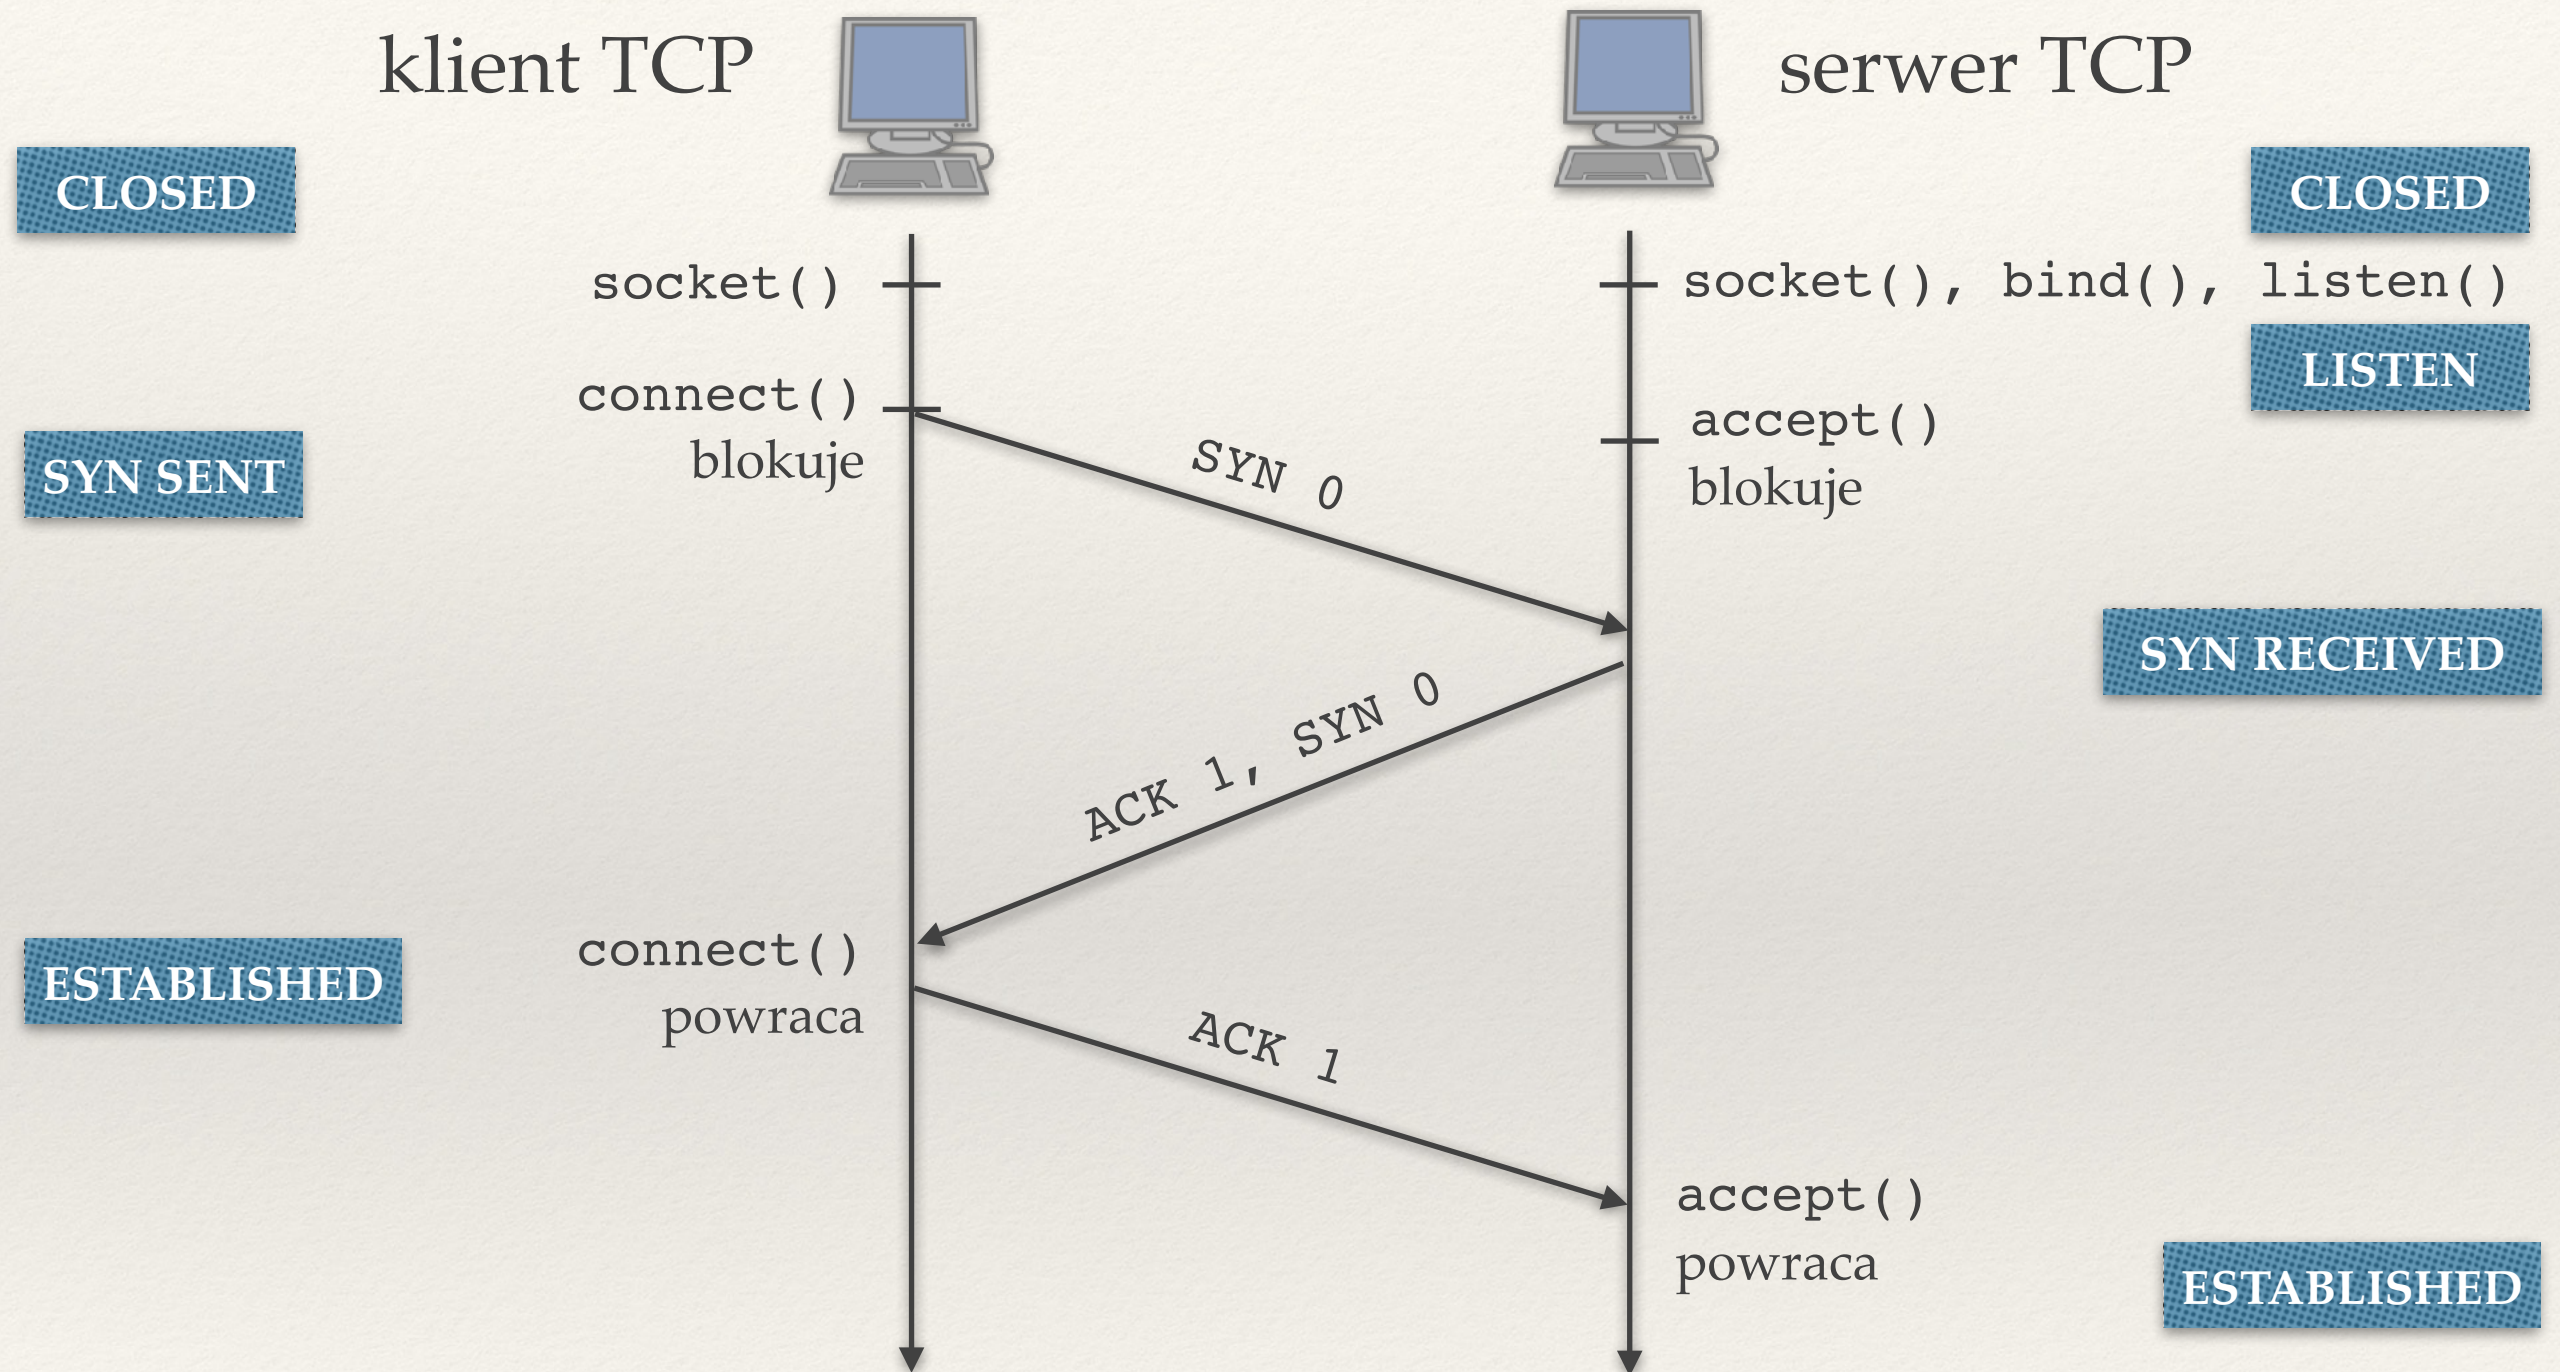 klient TCP
serwer TCP
CLOSED
CLOSED
socket()
socket(), bind(), listen()
LISTEN
connect()
blokuje
accept()
blokuje
SYN SENT
SYN 0
SYN RECEIVED
ACK 1, SYN 0
connect()
powraca
ESTABLISHED
ACK 1
accept()
powraca
ESTABLISHED